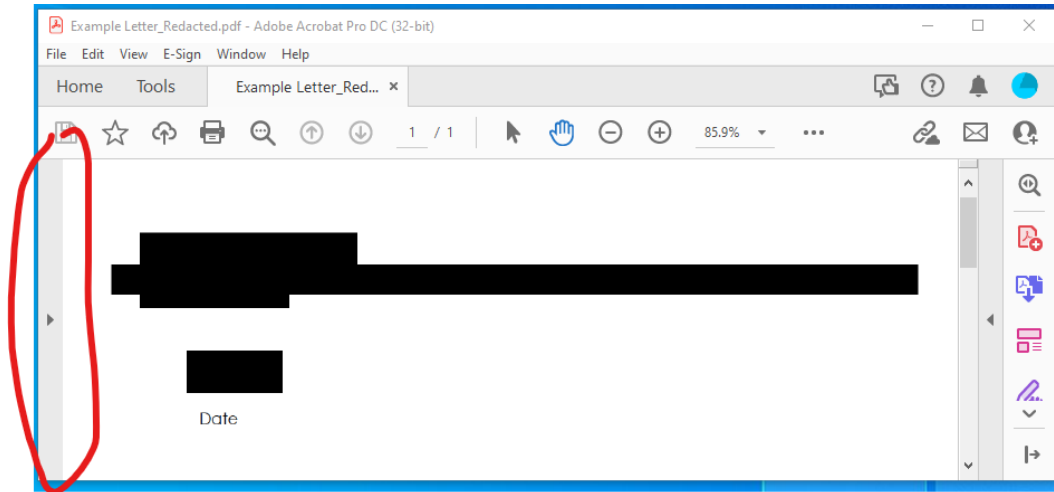 Example Letter_Redacted.pdf - Adobe Acrobat Pro DC (32-bit)
File Edit View E-Sign Window Help
Home Tools Example Letter_Red... ×
1 / 1 85.9%
Date